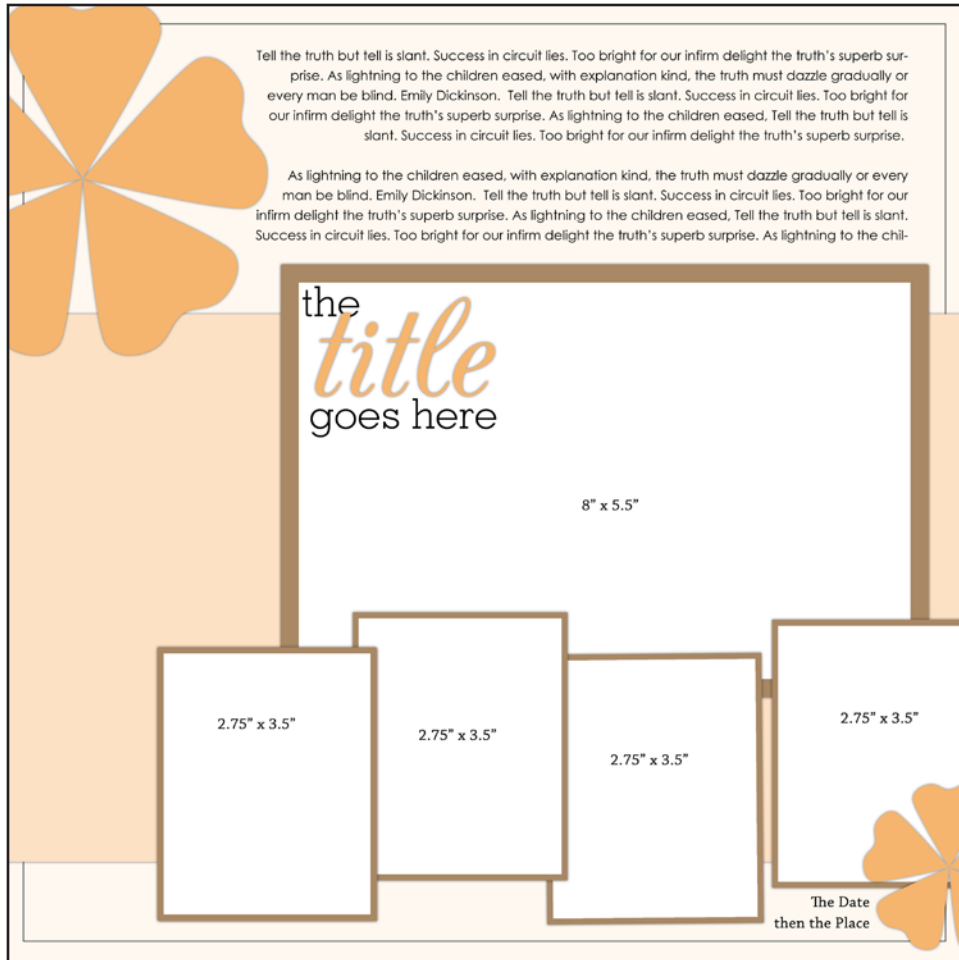 Tell the truth but tell is slant. Success in circuit lies. Too bright for our infirm delight the truth's superb sur-
prise. As lightning to the children eased, with explanation kind, the truth must dazzle gradually or
every man be blind. Emily Dickinson.  Tell the truth but tell is slant. Success in circuit lies. Too bright for
our infirm delight the truth's superb surprise. As lightning to the children eased, Tell the truth but tell is
slant. Success in circuit lies. Too bright for our infirm delight the truth's superb surprise.
As lightning to the children eased, with explanation kind, the truth must dazzle gradually or every
man be blind. Emily Dickinson.  Tell the truth but tell is slant. Success in circuit lies. Too bright for our
infirm delight the truth's superb surprise. As lightning to the children eased, Tell the truth but tell is slant.
Success in circuit lies. Too bright for our infirm delight the truth's superb surprise. As lightning to the chil-
the
title
goes here
8" x 5.5"
2.75" x 3.5"
2.75" x 3.5"
2.75" x 3.5"
2.75" x 3.5"
The Date
then the Place